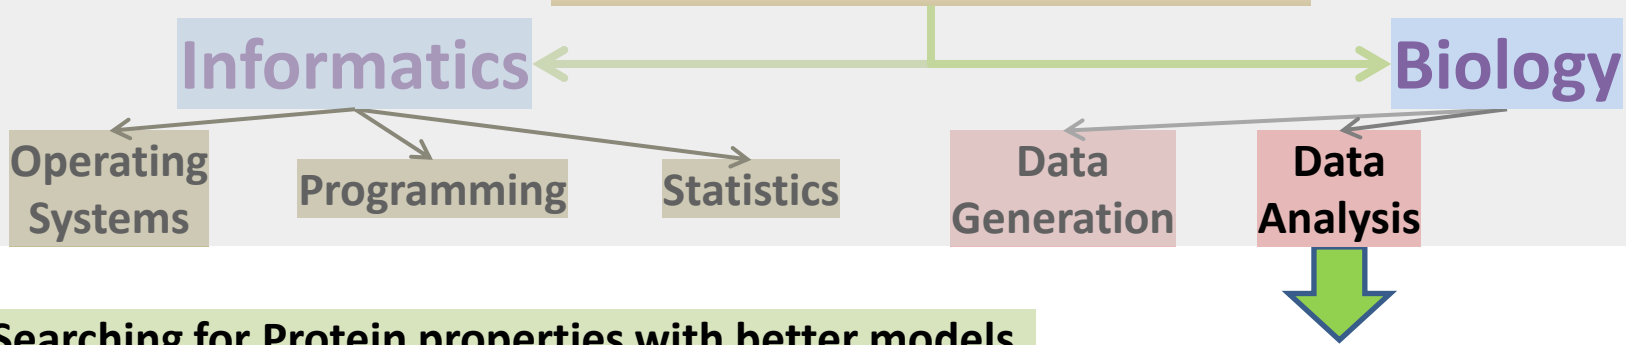 Informatics
Biology
Operating
Systems
Programming
Statistics
Data
Generation
Data
Analysis
Searching for Protein properties with better models